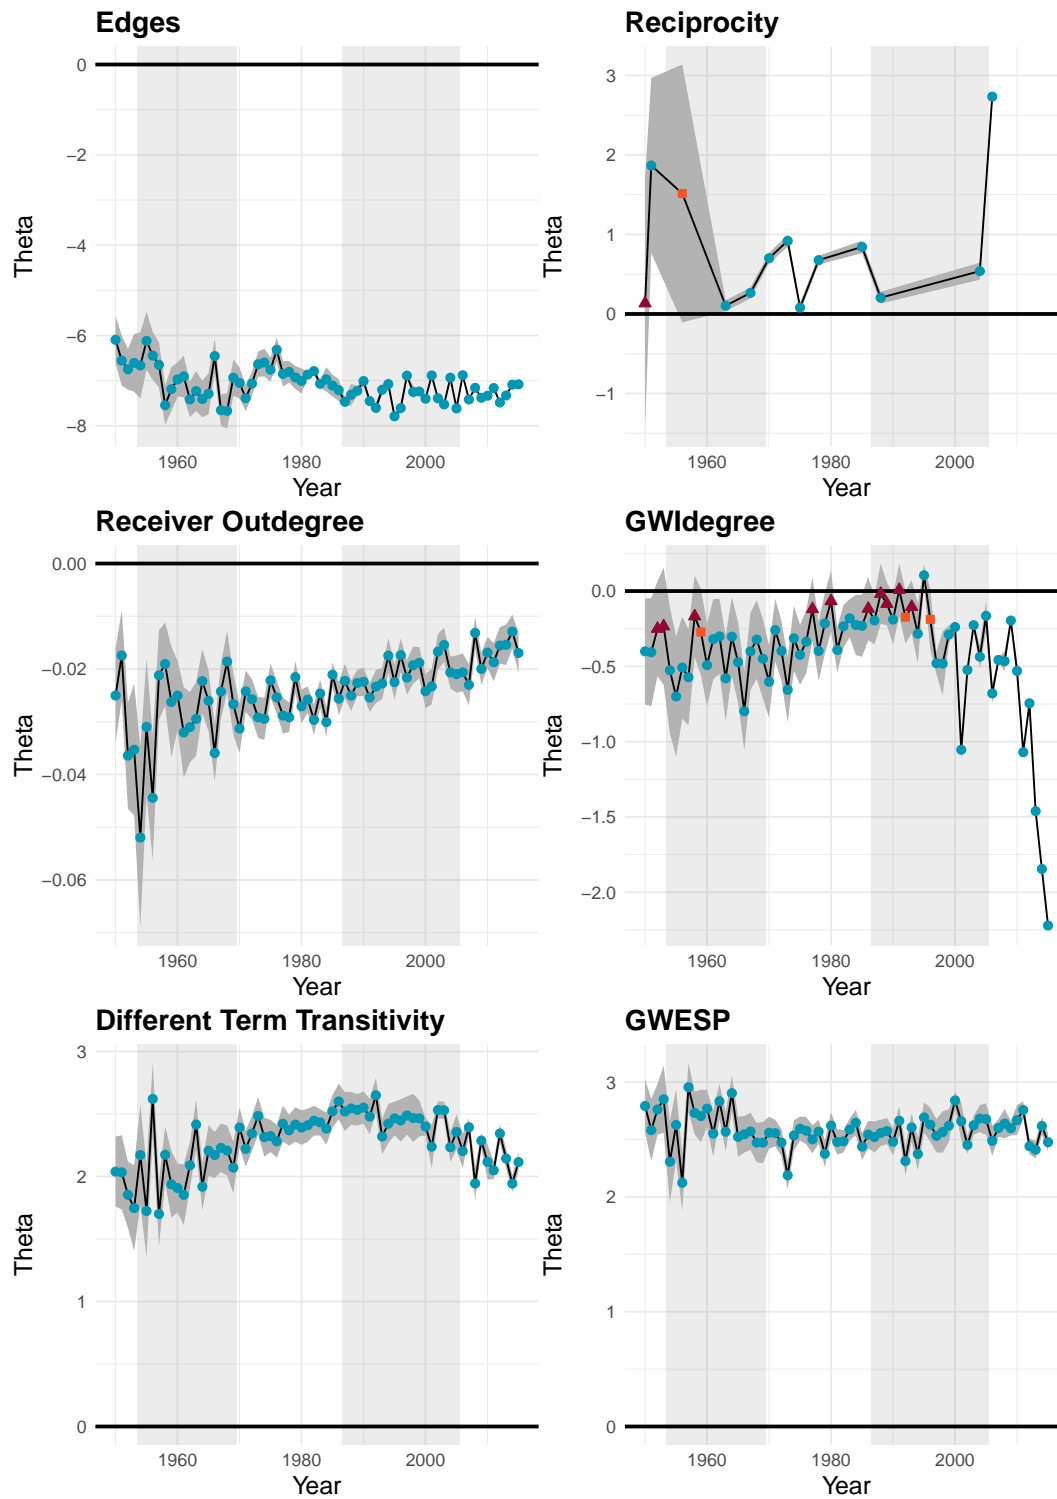 Edges
0
−2
−4
−6
−8
Theta
1960 1980 2000
Year
Reciprocity
3
2
1
0
−1
Theta
1960 1980 2000
Year
Receiver Outdegree
0.00
−0.02
−0.04
−0.06
Theta
1960 1980 2000
Year
GWIdegree
0.0
−0.5
−1.0
−1.5
−2.0
Theta
1960 1980 2000
Year
Different Term Transitivity
3
2
1
0
Theta
1960 1980 2000
Year
GWESP
3
2
1
0
Theta
1960 1980 2000
Year